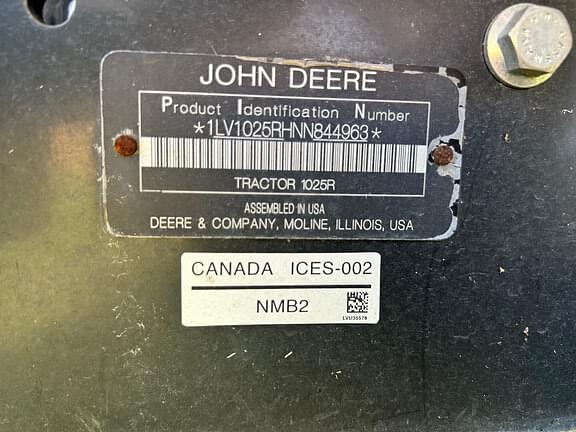 JOHN DEERE
Product Identification Number
*1LV1025RHNN844963*
TRACTOR 1025R
ASSEMBLED IN USA
DEERE & COMPANY, MOLINE, ILLINOIS, USA
CANADA ICES-002
NMB2
LVU35578